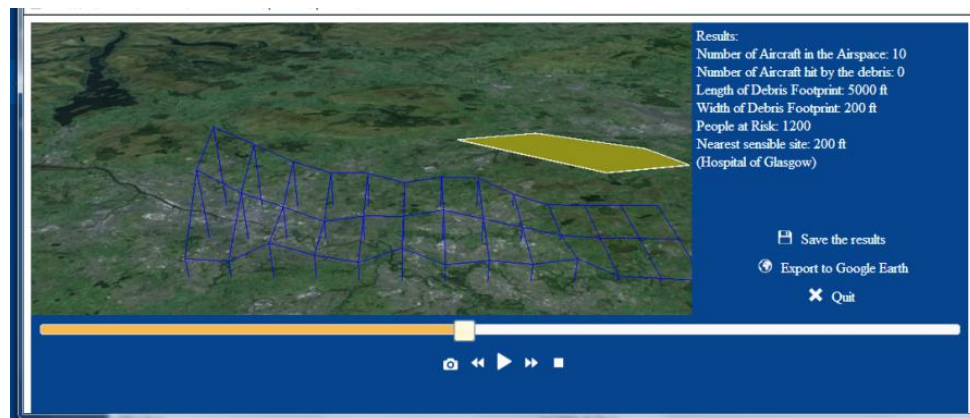 Results:
Number of Aircraft in the Airspace: 10
Number of Aircraft hit by the debris: 0
Length of Debris Footprint: 5000 ft
Width of Debris Footprint: 200 ft
People at Risk: 1200
Nearest sensible site: 200 ft
(Hospital of Glasgow)
Save the results
Export to Google Earth
Quit